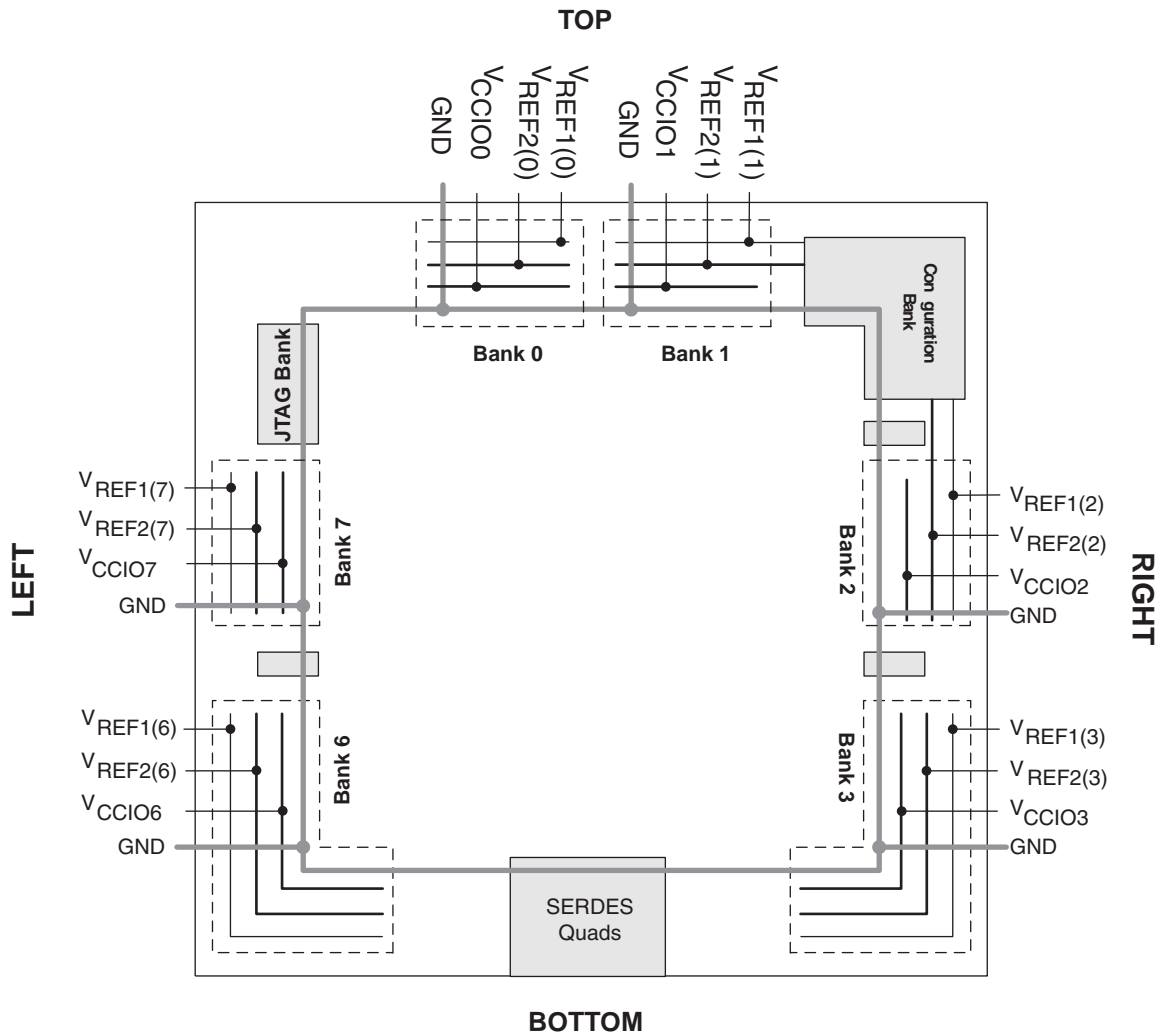 TOP
GND
VCCIO0
VREF2(0)
VREF1(0)
GND
VCCIO1
VREF2(1)
VREF1(1)
Con guration
Bank
Bank 0
Bank 1
JTAG Bank
LEFT
VREF1(7)
VREF2(7)
VCCIO7
GND
Bank 7
Bank 2
VREF1(2)
VREF2(2)
VCCIO2
GND
RIGHT
VREF1(6)
VREF2(6)
VCCIO6
GND
Bank 6
Bank 3
VREF1(3)
VREF2(3)
VCCIO3
GND
SERDES
Quads
BOTTOM